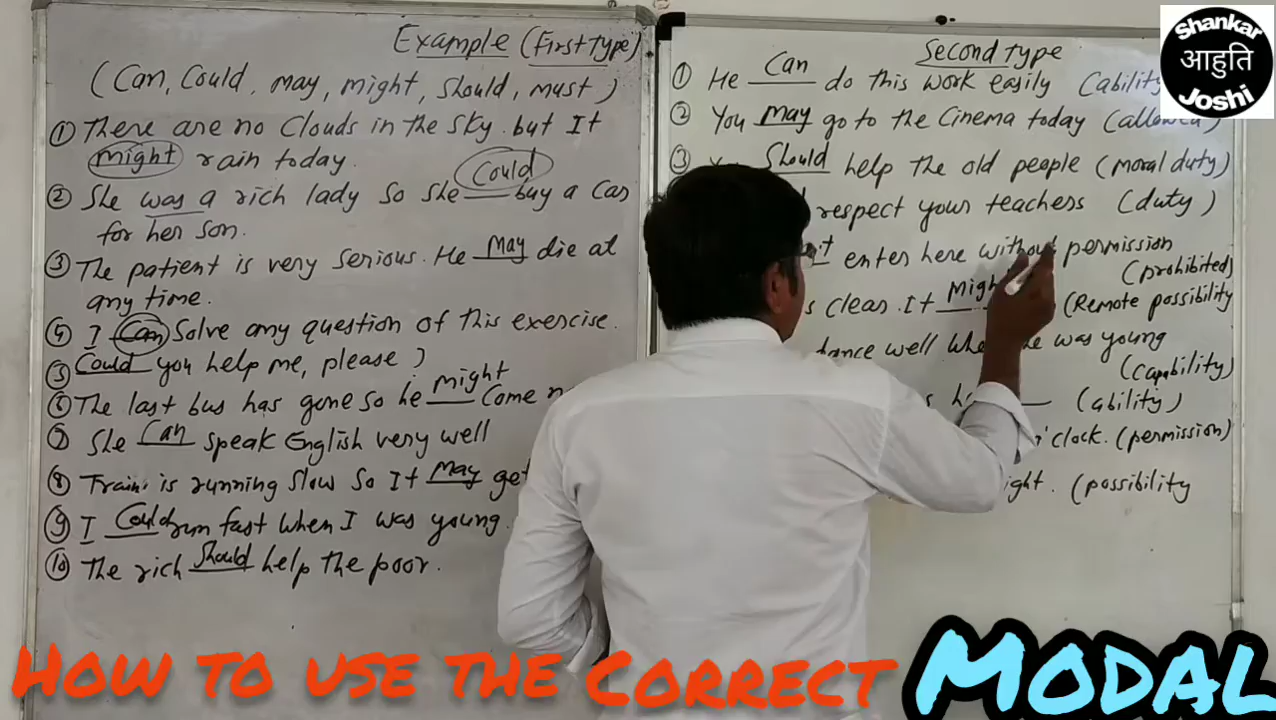 Example (First Type)
(Can, Could, may, might, Should, must)
① There are no Clouds in the Sky but It
might rain today.
② She was a rich lady So She Could buy a Car
for her Son.
③ The patient is very Serious. He may die at
any time.
④ I Can Solve any question of this exercise.
⑤ Could you help me, please ?
⑥ The last bus has gone so he might Come
⑦ She Can speak English very well
⑧ Train is running slow So It may get
⑨ I Could run fast when I was young.
⑩ The rich Should help the poor.
Second type
① He Can do this work easily (ability
② You may go to the Cinema today (allowed)
③ Should help the old people (moral duty)
respect your teachers (duty)
enter here without permission
(prohibited)
clear. It might (Remote possibility
dance well was young
(capability)
(ability)
o'clock. (permission)
(possibility
Shankar
आहुति
Joshi
How to use the Correct Modal